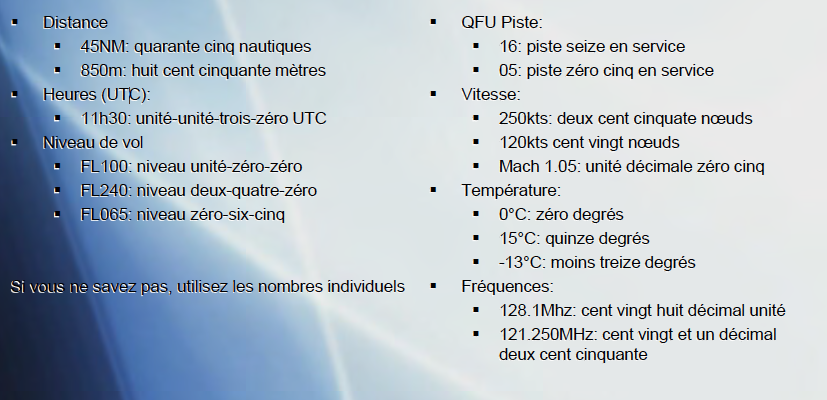 Distance
45NM: quarante cinq nautiques
850m: huit cent cinquante mètres
Heures (UTC):
11h30: unité-unité-trois-zéro UTC
Niveau de vol
FL100: niveau unité-zéro-zéro
FL240: niveau deux-quatre-zéro
FL065: niveau zéro-six-cinq
Si vous ne savez pas, utilisez les nombres individuels
QFU Piste:
16: piste seize en service
05: piste zéro cinq en service
Vitesse:
250kts: deux cent cinquate nœuds
120kts cent vingt nœuds
Mach 1.05: unité décimale zéro cinq
Température:
0°C: zéro degrés
15°C: quinze degrés
-13°C: moins treize degrés
Fréquences:
128.1Mhz: cent vingt huit décimal unité
121.250MHz: cent vingt et un décimal
deux cent cinquante